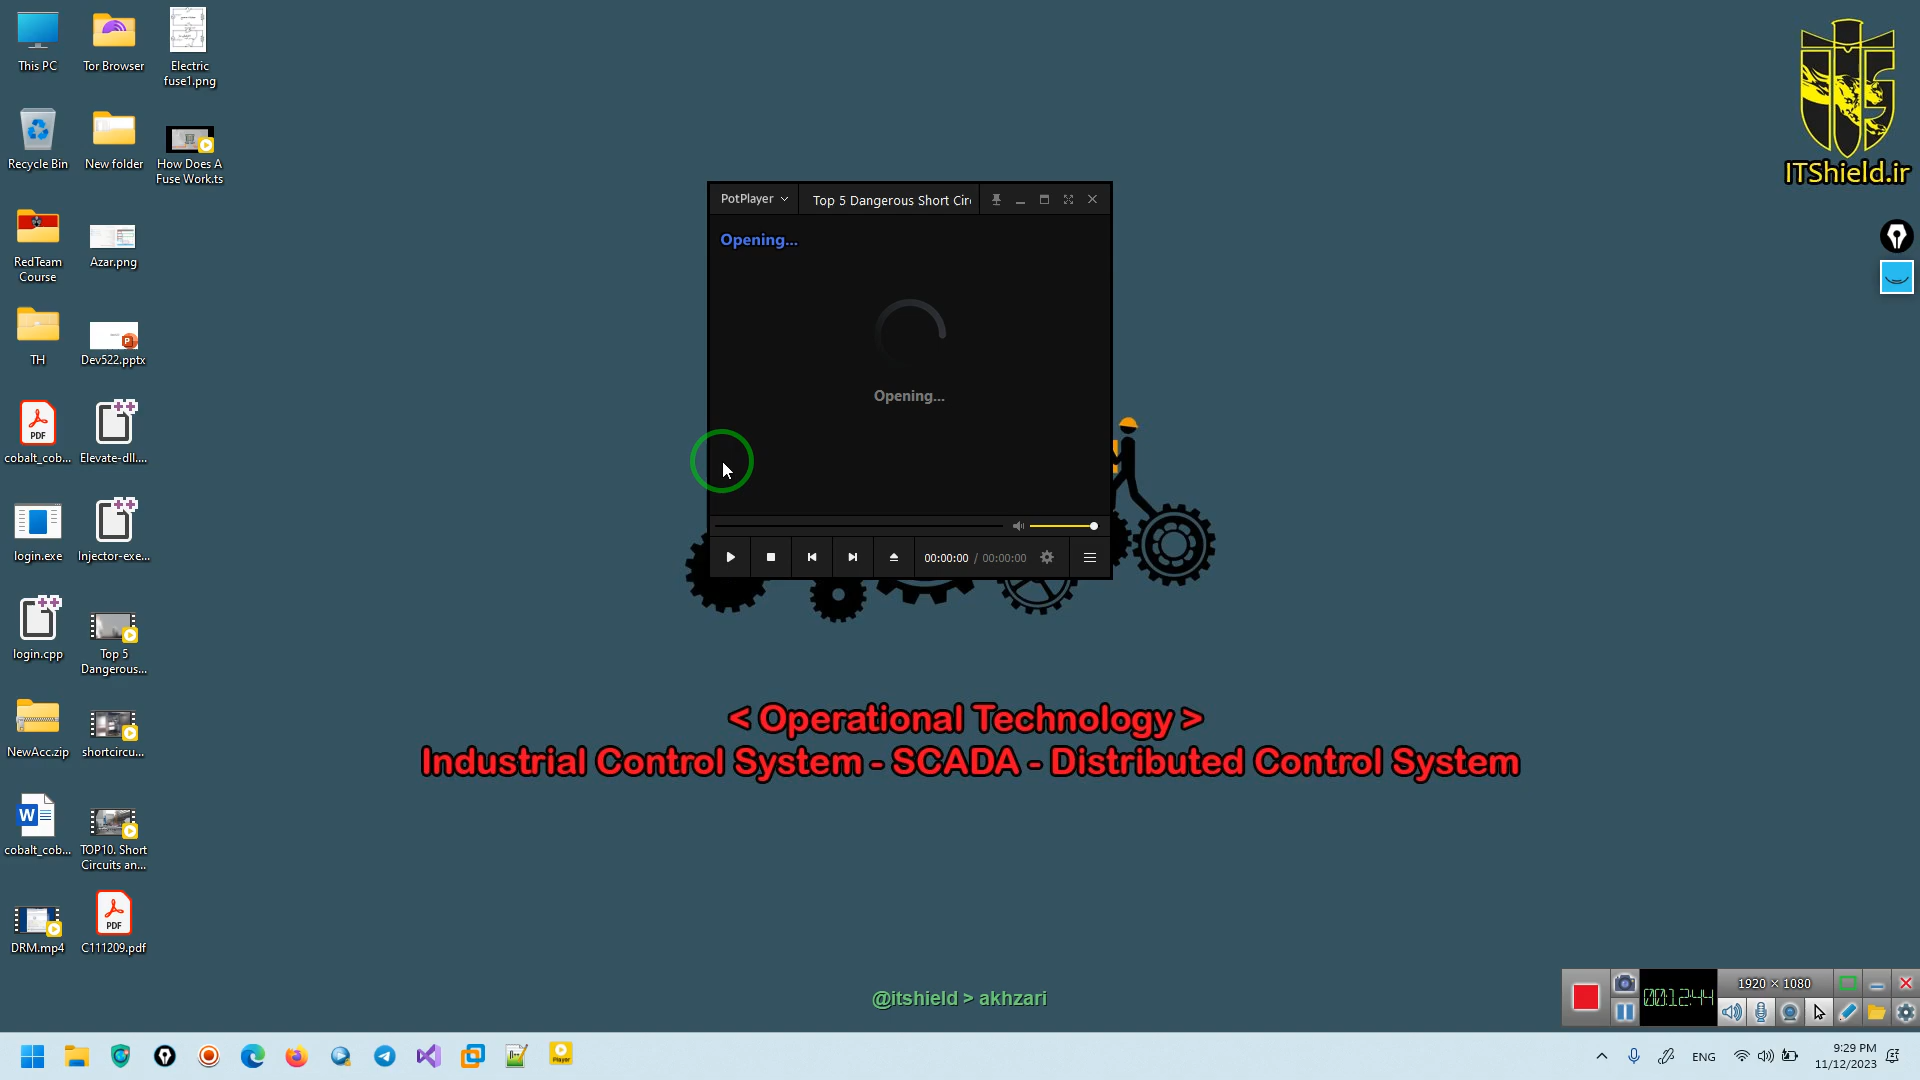 This PC
Tor Browser
Electric
fuse1.png
Recycle Bin
New folder
How Does A
Fuse Work.ts
RedTeam
Course
Azar.png
TH
Dev522.pptx
PDF
cobalt_cob...
Elevate-dll....
login.exe
Injector-exe...
login.cpp
Top 5
Dangerous...
NewAcc.zip
shortcircu...
W
cobalt_cob...
TOP10. Short
Circuits an...
DRM.mp4
PDF
C111209.pdf
PotPlayer
Top 5 Dangerous Short Cir
Opening...
Opening...
00:00:00 / 00:00:00
ITShield.ir
< Operational Technology >
Industrial Control System - SCADA - Distributed Control System
@itshield > akhzari
00:12:44
1920 × 1080
Player
ENG
9:29 PM
11/12/2023